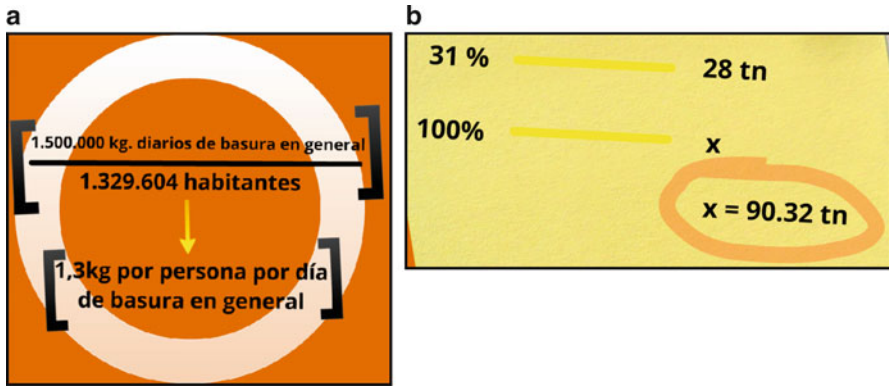 a
1.500.000 kg. diarios de basura en general
1.329.604 habitantes
1,3kg por persona por día
de basura en general
b
31 % 28 tn
100% x
x = 90.32 tn